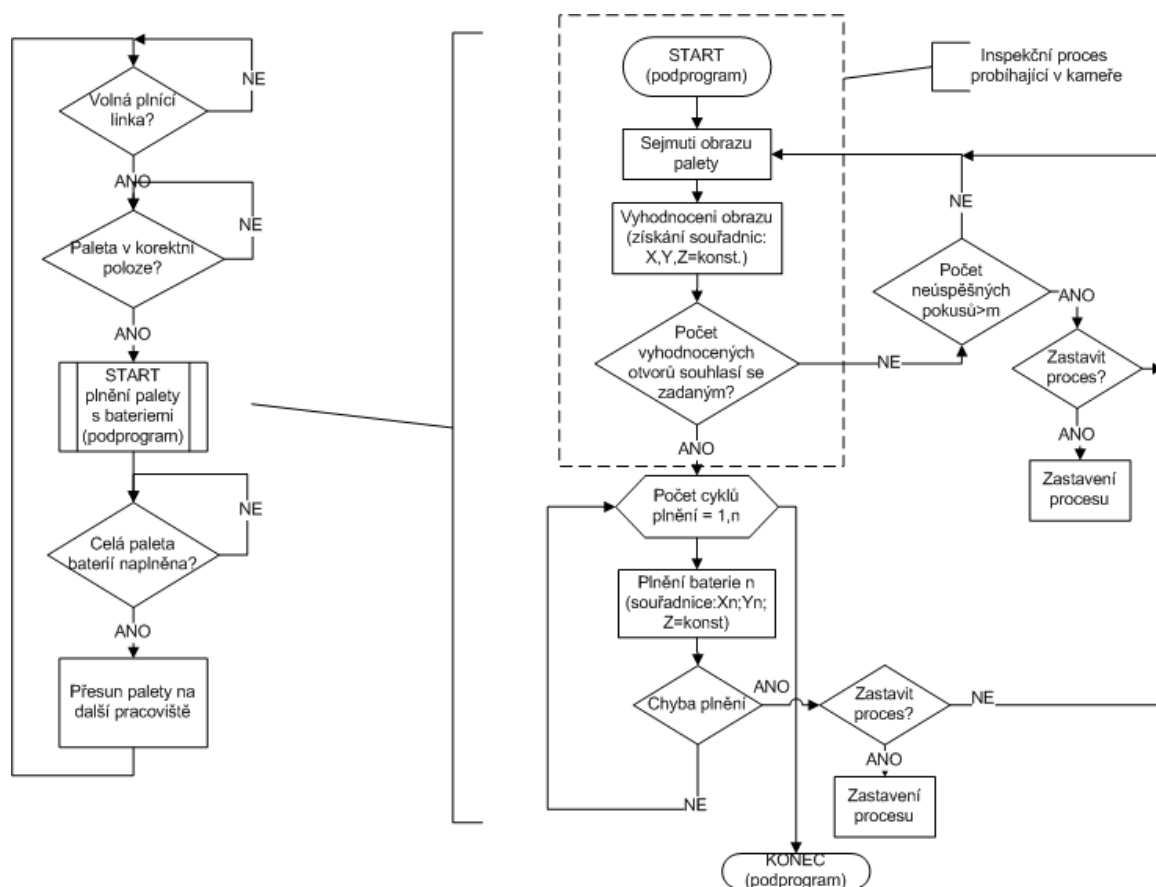 NE
Volná plnící
linka?
ANO
NE
Paleta v korektní
poloze?
ANO
START
plnění palety
s bateriemi
(podprogram)
NE
Celá paleta
baterií naplněna?
ANO
Přesun palety na
další pracoviště
START
(podprogram)
Inspekční proces
probíhající v kameře
Sejmuti obrazu
palety
Vyhodnoceni obrazu
(získání souřadnic:
X,Y,Z=konst.)
NE
Počet
neúspěšných
pokusů>m
ANO
Počet
vyhodnocených
otvorů souhlasí se
zadaným?
NE
Zastavit
proces?
ANO
ANO
Zastavení
procesu
Počet cyklů
plnění = 1,n
Plnění baterie n
(souřadnice:Xn;Yn;
Z=konst)
Chyba plnění
ANO
Zastavit
proces?
NE
ANO
NE
Zastavení
procesu
KONEC
(podprogram)